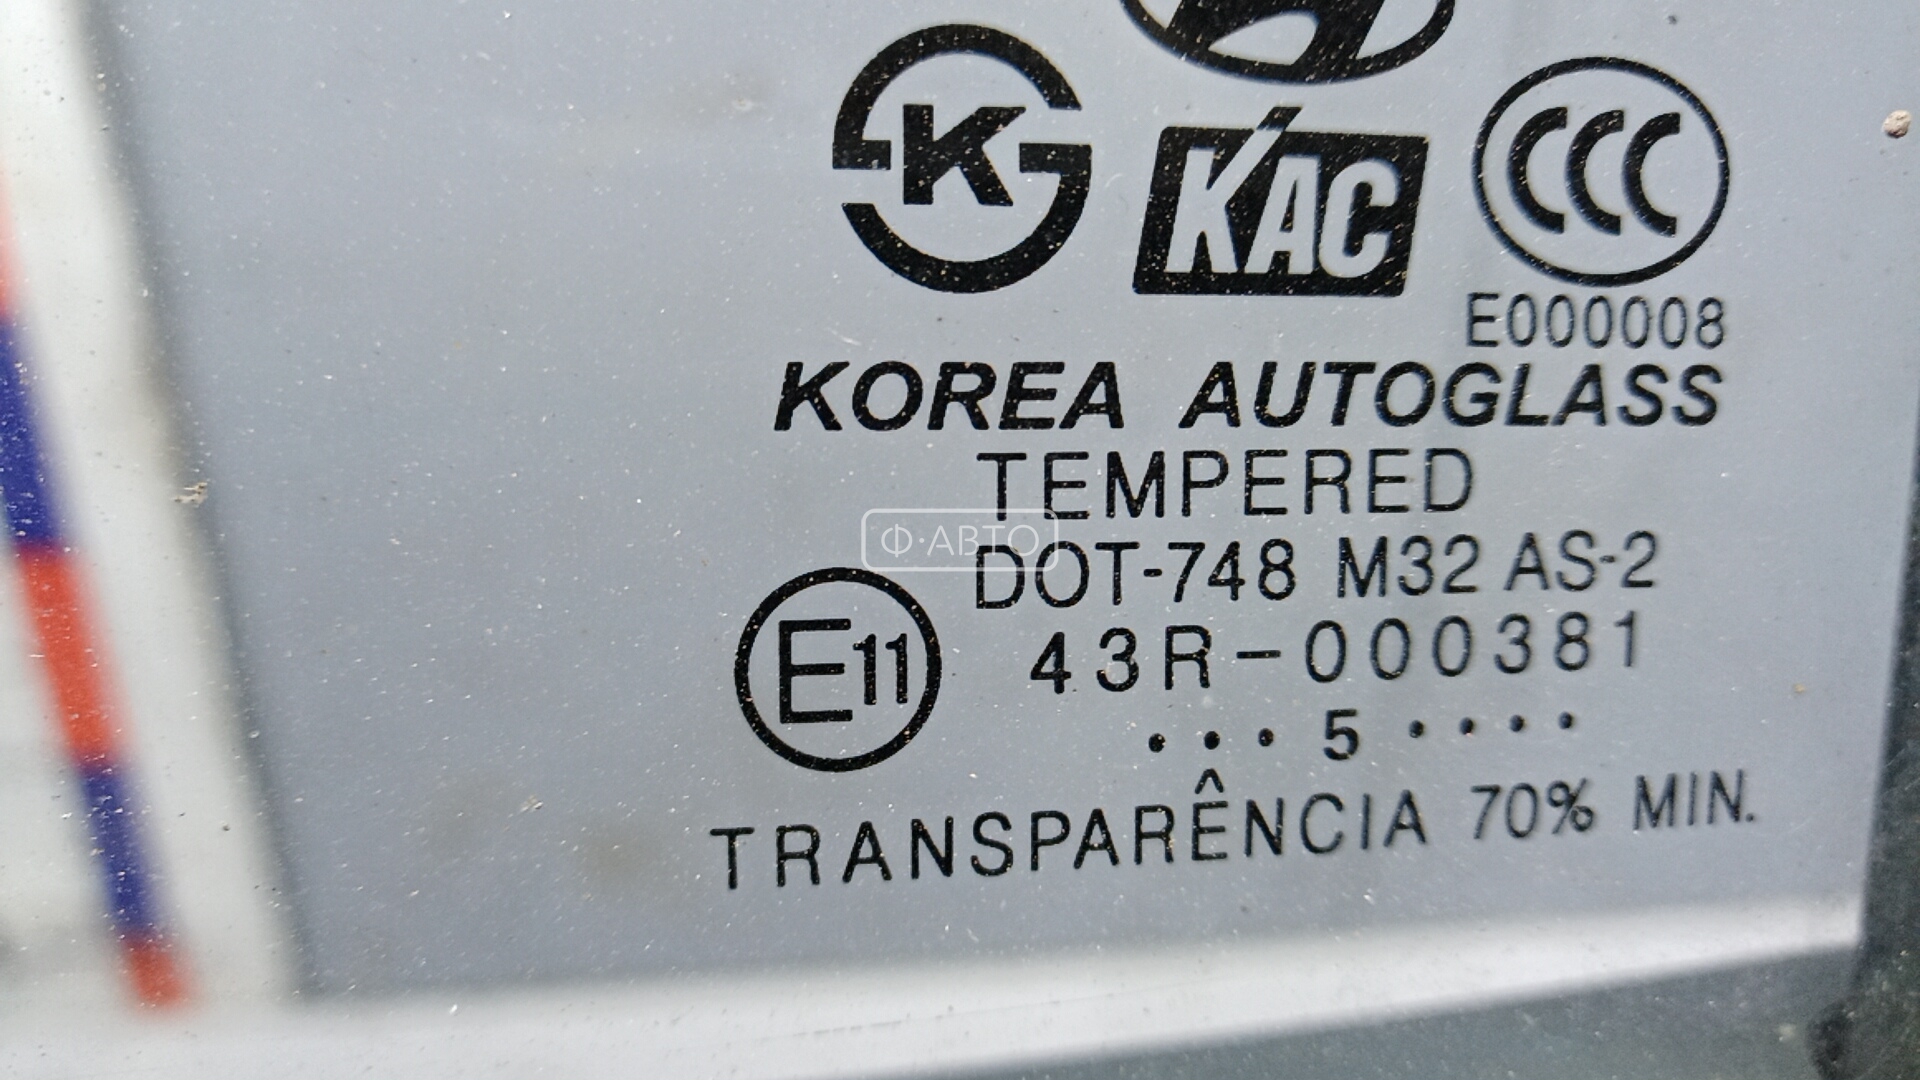 K
KAC
CCC
E000008
KOREA AUTOGLASS
TEMPERED
Ф·АВТО
DOT-748 M32 AS-2
E11
43R-000381
• • • 5 • • • •
TRANSPARÊNCIA 70% MIN.